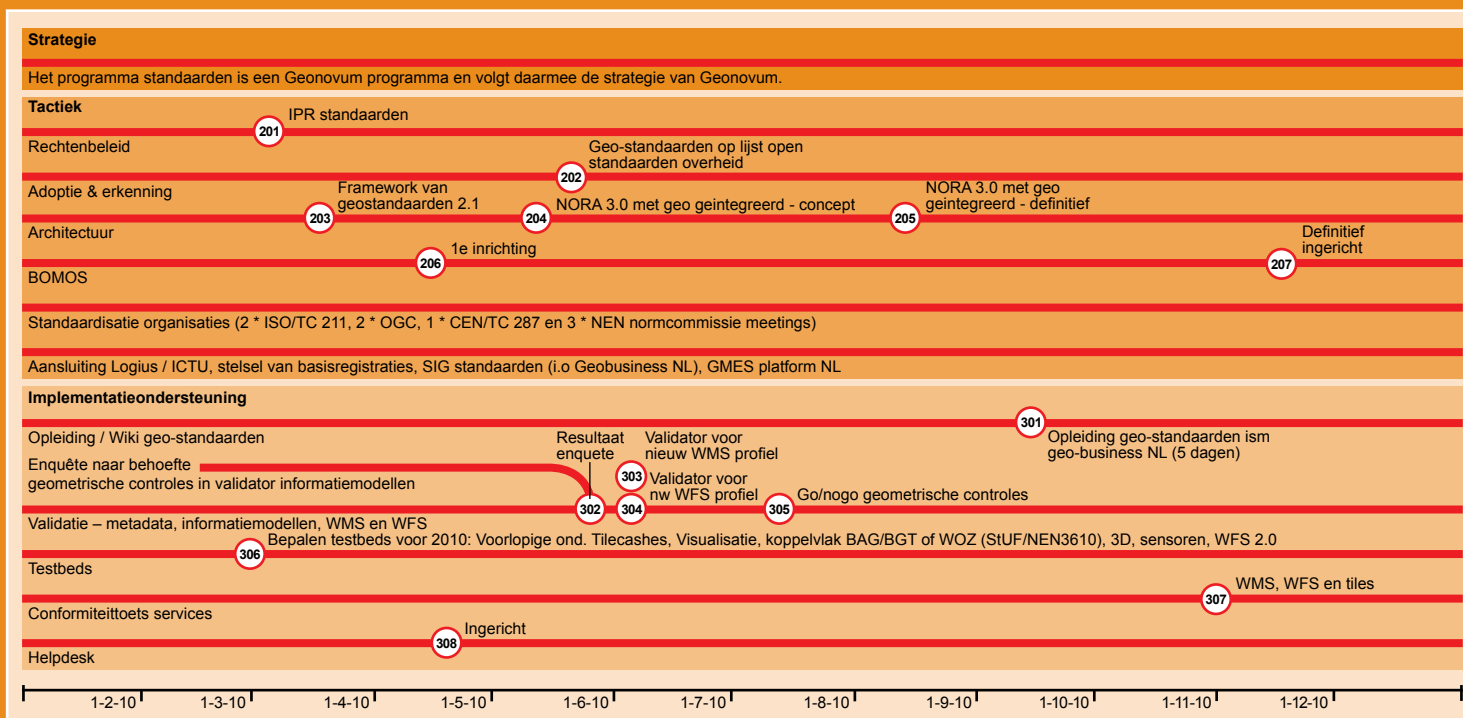 Strategie
Het programma standaarden is een Geonovum programma en volgt daarmee de strategie van Geonovum.
Tactiek
201
IPR standaarden
Rechtenbeleid
202
Geo-standaarden op lijst open
standaarden overheid
Adoptie & erkenning
203
Framework van
geostandaarden 2.1
204
NORA 3.0 met geo geintegreerd - concept
205
NORA 3.0 met geo
geintegreerd - definitief
Architectuur
206
1e inrichting
207
Definitief
ingericht
BOMOS
Standaardisatie organisaties (2 * ISO/TC 211, 2 * OGC, 1 * CEN/TC 287 en 3 * NEN normcommissie meetings)
Aansluiting Logius / ICTU, stelsel van basisregistraties, SIG standaarden (i.o Geobusiness NL), GMES platform NL
Implementatieondersteuning
301
Opleiding geo-standaarden ism
geo-business NL (5 dagen)
Opleiding / Wiki geo-standaarden
Enquête naar behoefte
geometrische controles in validator informatiemodellen
Resultaat
enquete
302
Validator voor
nieuw WMS profiel
303
Validator voor
nw WFS profiel
304
305
Go/nogo geometrische controles
Validatie – metadata, informatiemodellen, WMS en WFS
306
Bepalen testbeds voor 2010: Voorlopige ond. Tilecashes, Visualisatie, koppelvlak BAG/BGT of WOZ (StUF/NEN3610), 3D, sensoren, WFS 2.0
Testbeds
307
WMS, WFS en tiles
Conformiteittoets services
308
Ingericht
Helpdesk
1-2-10
1-3-10
1-4-10
1-5-10
1-6-10
1-7-10
1-8-10
1-9-10
1-10-10
1-11-10
1-12-10